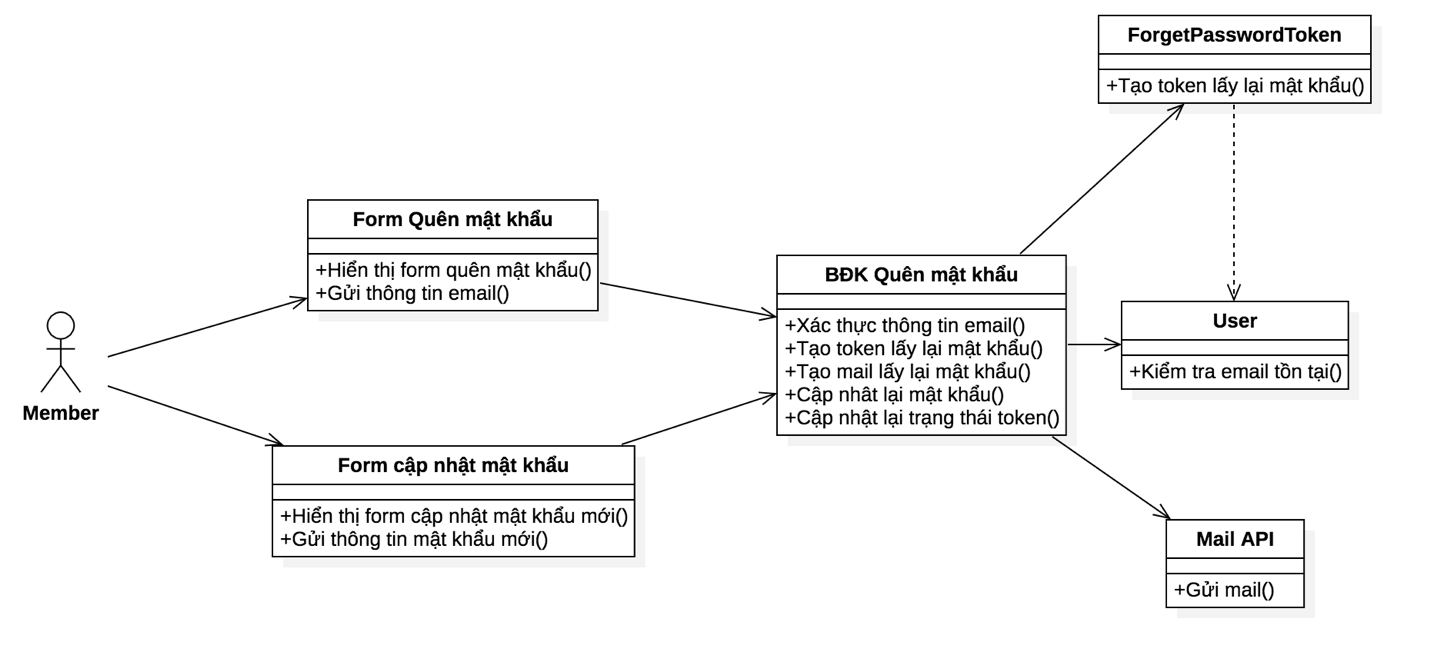 ForgetPasswordToken
+Tạo token lấy lại mật khẩu()
Form Quên mật khẩu
+Hiển thị form quên mật khẩu()
+Gửi thông tin email()
BĐK Quên mật khẩu
+Xác thực thông tin email()
+Tạo token lấy lại mật khẩu()
+Tạo mail lấy lại mật khẩu()
+Cập nhât lại mật khẩu()
+Cập nhật lại trạng thái token()
User
+Kiểm tra email tồn tại()
Member
Form cập nhật mật khẩu
+Hiển thị form cập nhật mật khẩu mới()
+Gửi thông tin mật khẩu mới()
Mail API
+Gửi mail()